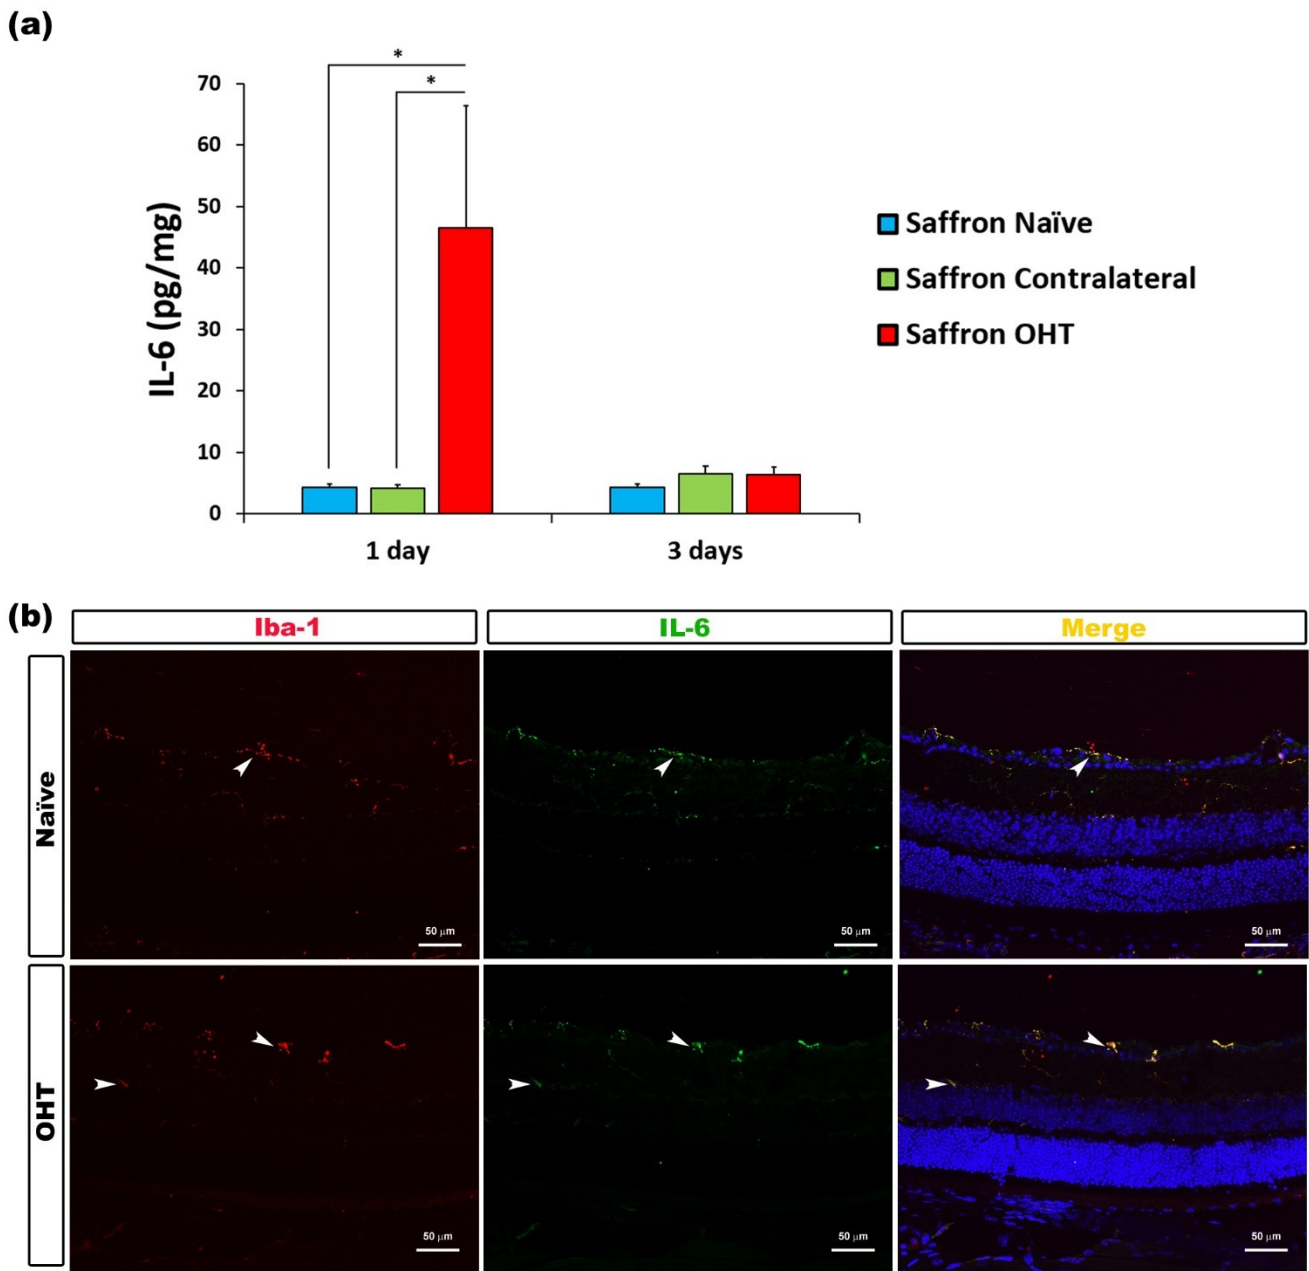 (a)
*
*
70
60
50
40
30
20
10
0
IL-6 (pg/mg)
1 day
3 days
Saffron Naïve
Saffron Contralateral
Saffron OHT
(b)
Iba-1
IL-6
Merge
Naïve
50 µm
50 µm
50 µm
OHT
50 µm
50 µm
50 µm